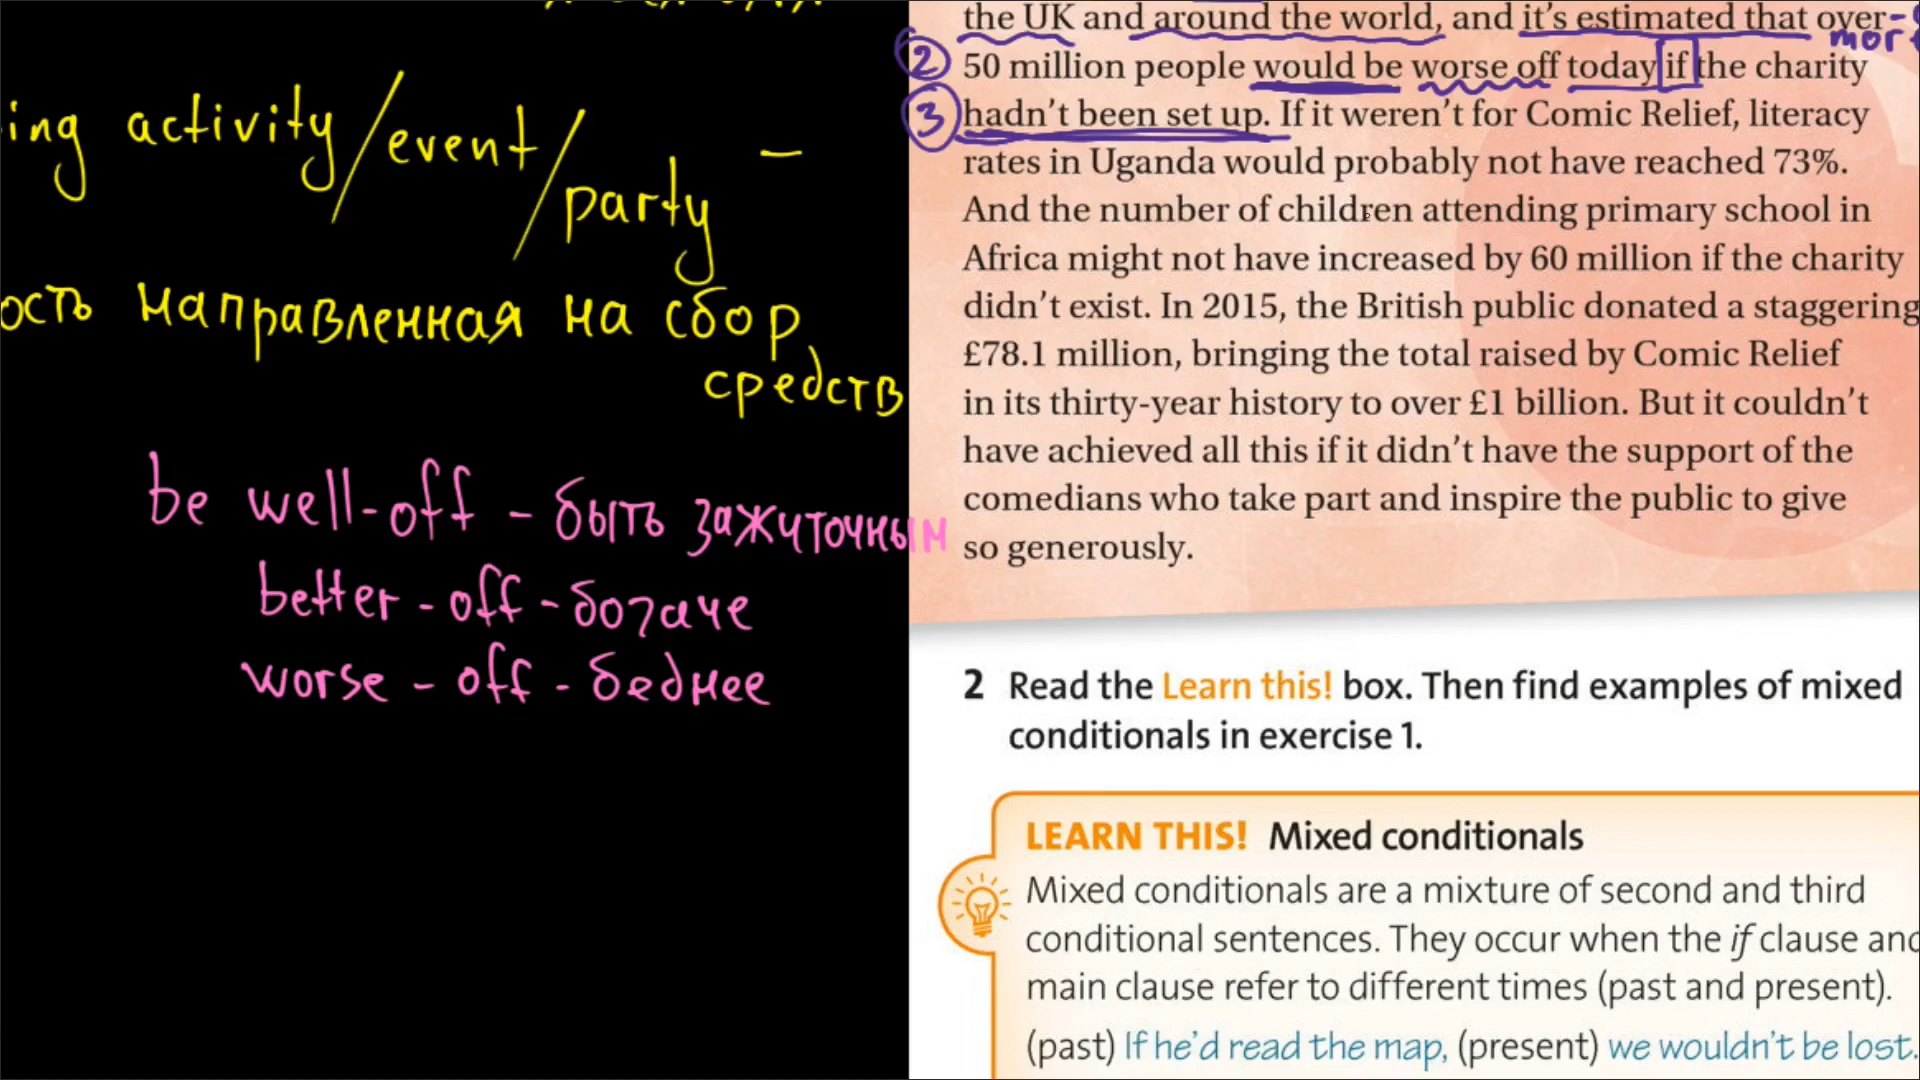 ing activity/event/
party –
ость направленная на сбор
средств
be well-off – быть зажиточным
better-off – богаче
worse-off – беднее
the UK and around the world, and it's estimated that over
2
50 million people would be worse off today if the charity
3
hadn't been set up. If it weren't for Comic Relief, literacy
rates in Uganda would probably not have reached 73%.
And the number of children attending primary school in
Africa might not have increased by 60 million if the charity
didn't exist. In 2015, the British public donated a staggering
£78.1 million, bringing the total raised by Comic Relief
in its thirty-year history to over £1 billion. But it couldn't
have achieved all this if it didn't have the support of the
comedians who take part and inspire the public to give
so generously.
2 Read the Learn this! box. Then find examples of mixed
conditionals in exercise 1.
LEARN THIS! Mixed conditionals
Mixed conditionals are a mixture of second and third
conditional sentences. They occur when the if clause and
main clause refer to different times (past and present).
(past) If he'd read the map, (present) we wouldn't be lost.